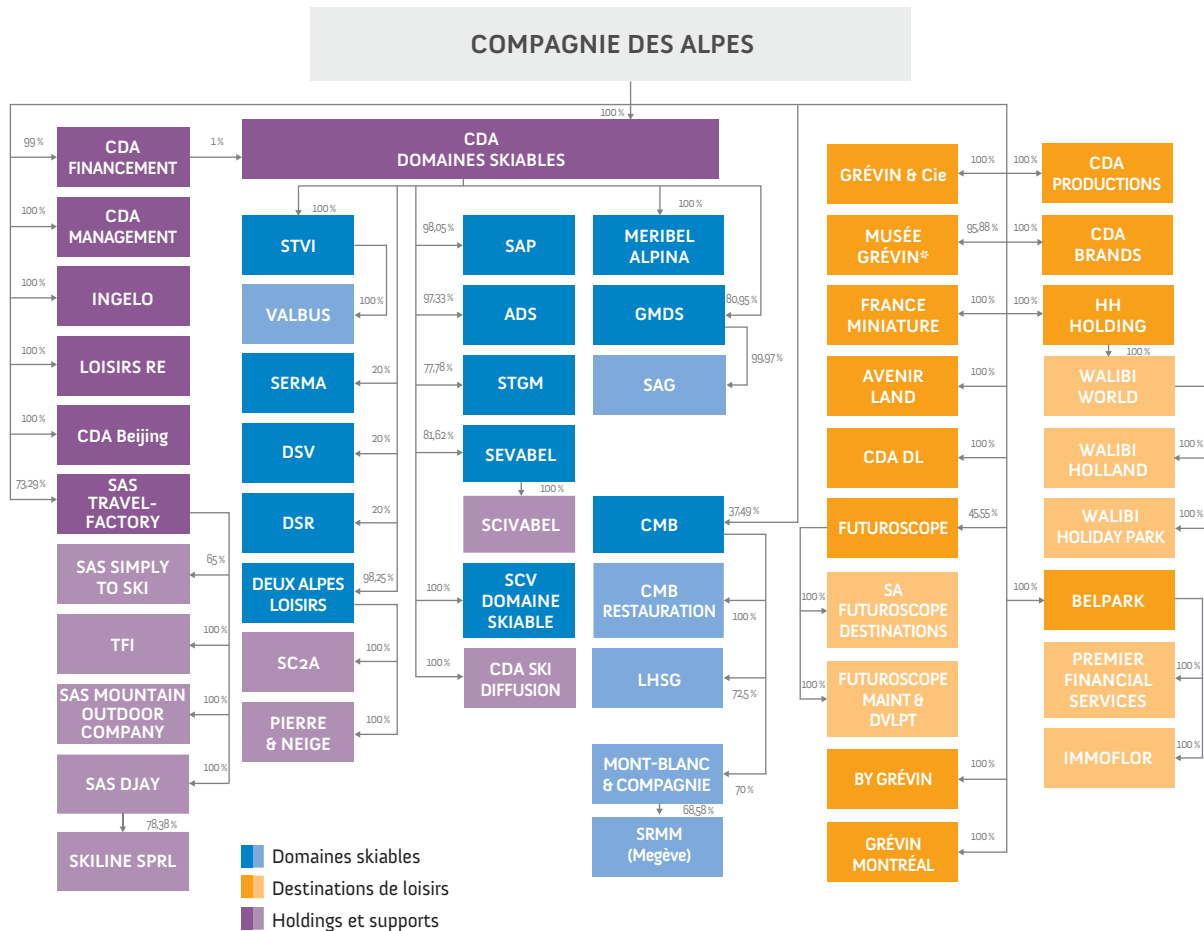 COMPAGNIE DES ALPES
100 %
99 %
CDA
FINANCEMENT
1 %
CDA
DOMAINES SKIABLES
100 %
CDA
MANAGEMENT
100 %
INGELO
100 %
LOISIRS RE
100 %
CDA Beijing
73,29 %
SAS
TRAVEL-
FACTORY
SAS SIMPLY
TO SKI
65 %
TFI
100 %
SAS MOUNTAIN
OUTDOOR
COMPANY
100 %
SAS DJAY
100 %
78,38 %
SKILINE SPRL
100 %
STVI
VALBUS
100 %
SERMA
20 %
DSV
20 %
DSR
20 %
DEUX ALPES
LOISIRS
98,25 %
SC2A
100 %
PIERRE
& NEIGE
100 %
98,05 %
SAP
97,33 %
ADS
77,78 %
STGM
81,62 %
SEVABEL
100 %
SCIVABEL
100 %
SCV
DOMAINE
SKIABLE
100 %
CDA SKI
DIFFUSION
100 %
MERIBEL
ALPINA
GMDS
80,95 %
99,97 %
SAG
CMB
37,49 %
CMB
RESTAURATION
100 %
LHSG
72,5 %
MONT-BLANC
& COMPAGNIE
70 %
68,58 %
SRMM
(Megève)
GRÉVIN & Cie
100 %
MUSÉE
GRÉVIN*
95,88 %
FRANCE
MINIATURE
100 %
AVENIR
LAND
100 %
CDA DL
100 %
FUTUROSCOPE
45,55 %
100 %
SA
FUTUROSCOPE
DESTINATIONS
100 %
FUTUROSCOPE
MAINT &
DVLPT
BY GRÉVIN
100 %
GRÉVIN
MONTRÉAL
100 %
100 %
CDA
PRODUCTIONS
100 %
CDA
BRANDS
100 %
HH
HOLDING
100 %
WALIBI
WORLD
WALIBI
HOLLAND
100 %
WALIBI
HOLIDAY PARK
100 %
100 %
BELPARK
PREMIER
FINANCIAL
SERVICES
100 %
IMMOFLOR
100 %
Domaines skiables
Destinations de loisirs
Holdings et supports